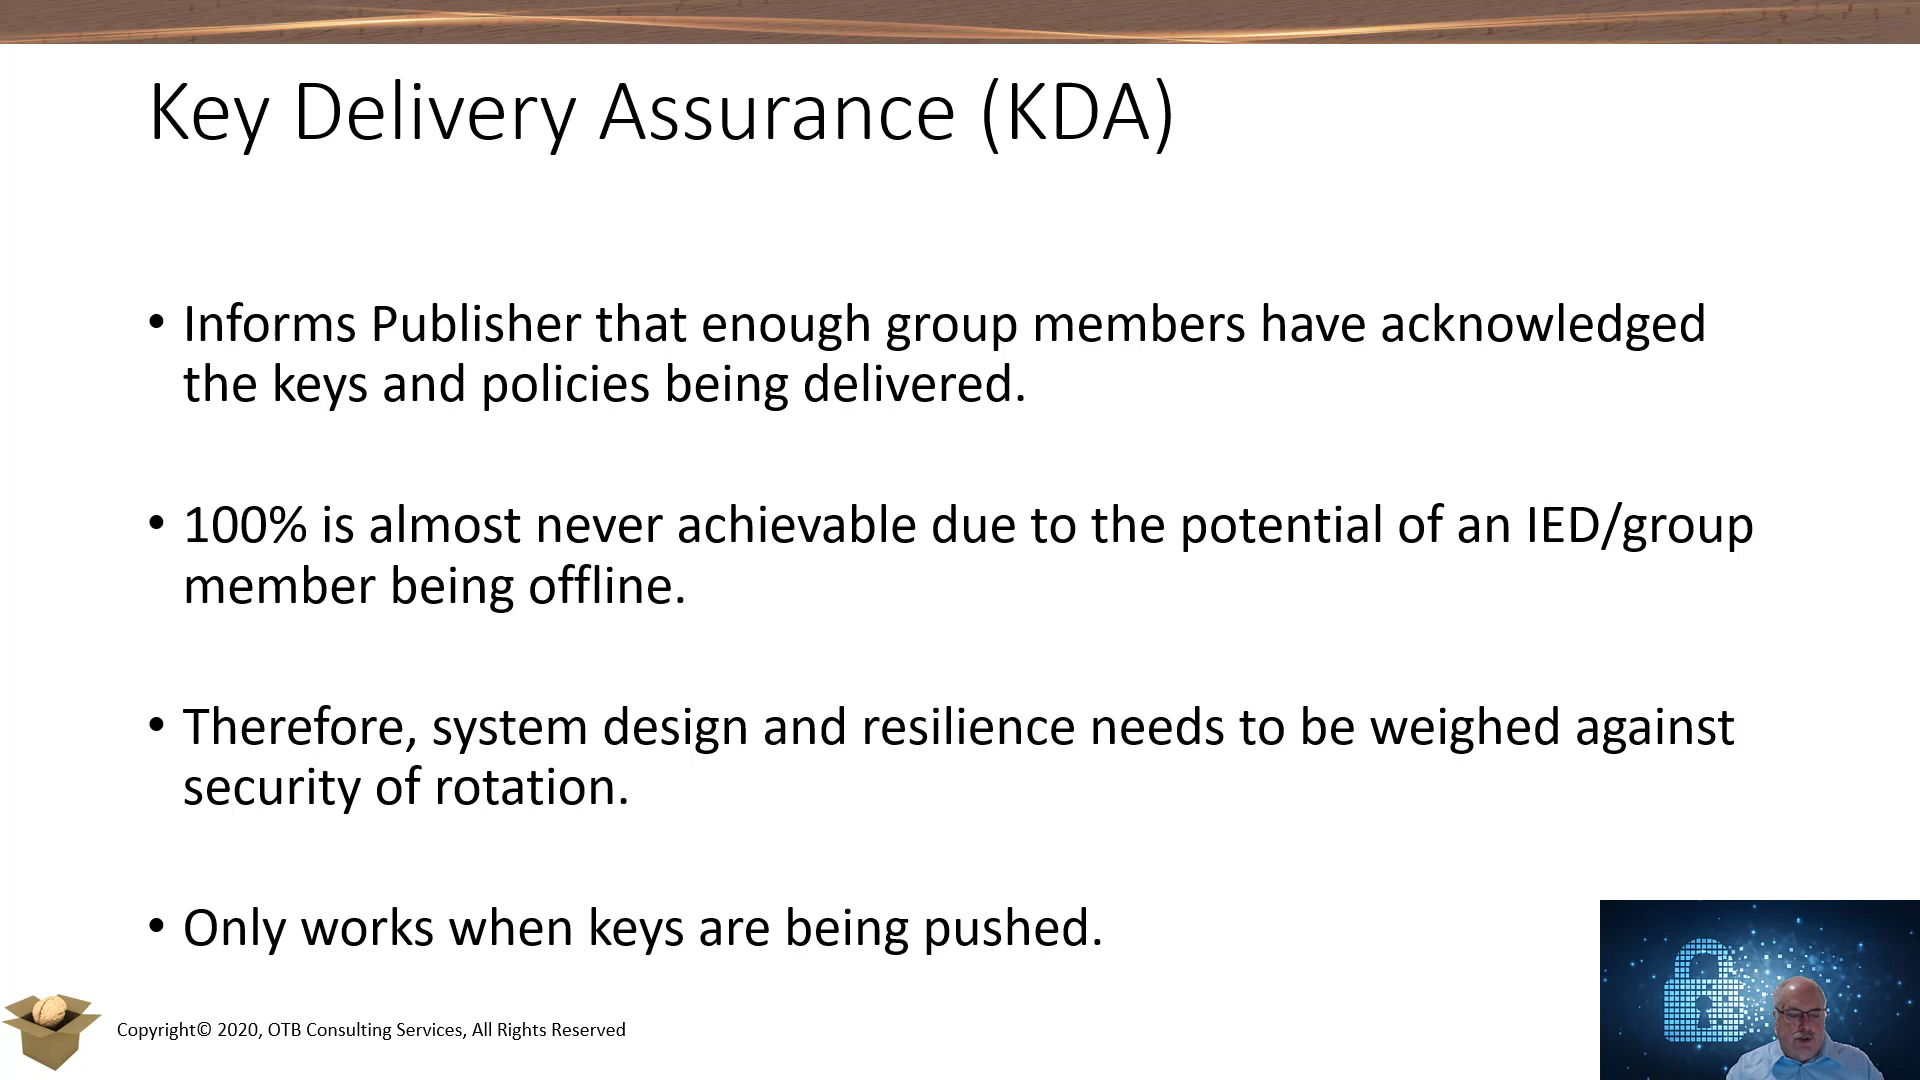 Key Delivery Assurance (KDA)
• Informs Publisher that enough group members have acknowledged
the keys and policies being delivered.
• 100% is almost never achievable due to the potential of an IED/group
member being offline.
• Therefore, system design and resilience needs to be weighed against
security of rotation.
• Only works when keys are being pushed.
Copyright© 2020, OTB Consulting Services, All Rights Reserved